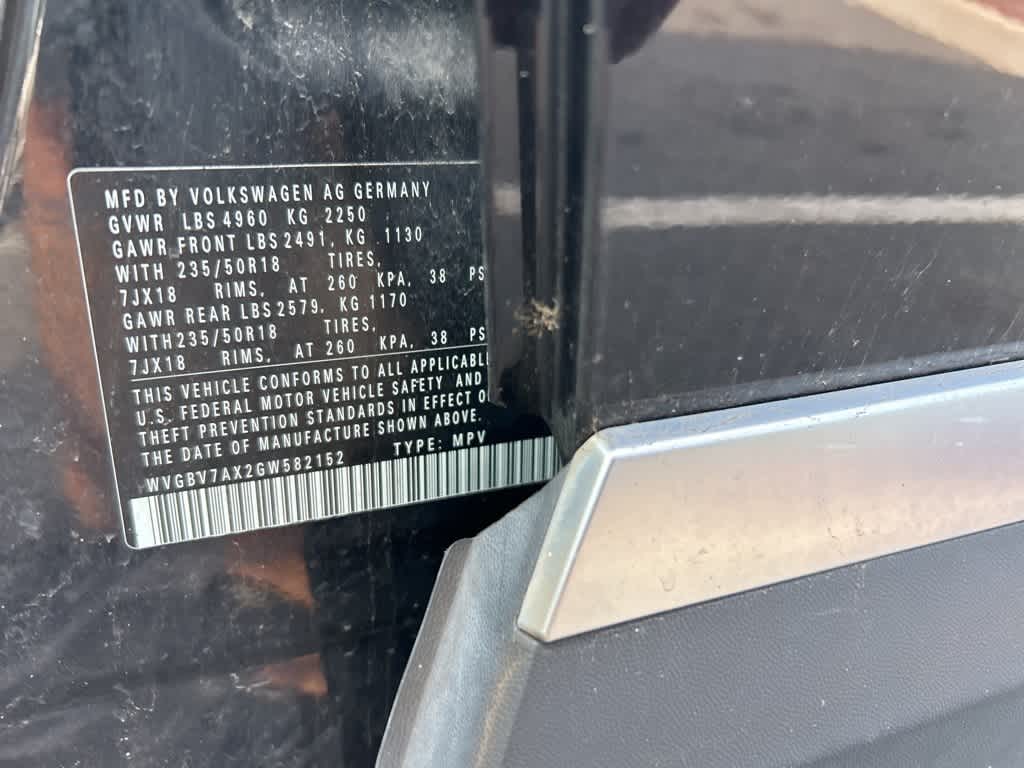 MFD BY VOLKSWAGEN AG GERMANY
GVWR LBS 4960 KG 2250
GAWR FRONT LBS 2491, KG 1130
WITH 235/50R18 TIRES,
7JX18 RIMS, AT 260 KPA, 38 PS
GAWR REAR LBS 2579, KG 1170
WITH 235/50R18 TIRES,
7JX18 RIMS, AT 260 KPA, 38 PS
THIS VEHICLE CONFORMS TO ALL APPLICABL
U.S. FEDERAL MOTOR VEHICLE SAFETY AND
THEFT PREVENTION STANDARDS IN EFFECT O
THE DATE OF MANUFACTURE SHOWN ABOVE.
WVGBV7AX2GW582152 TYPE: MPV